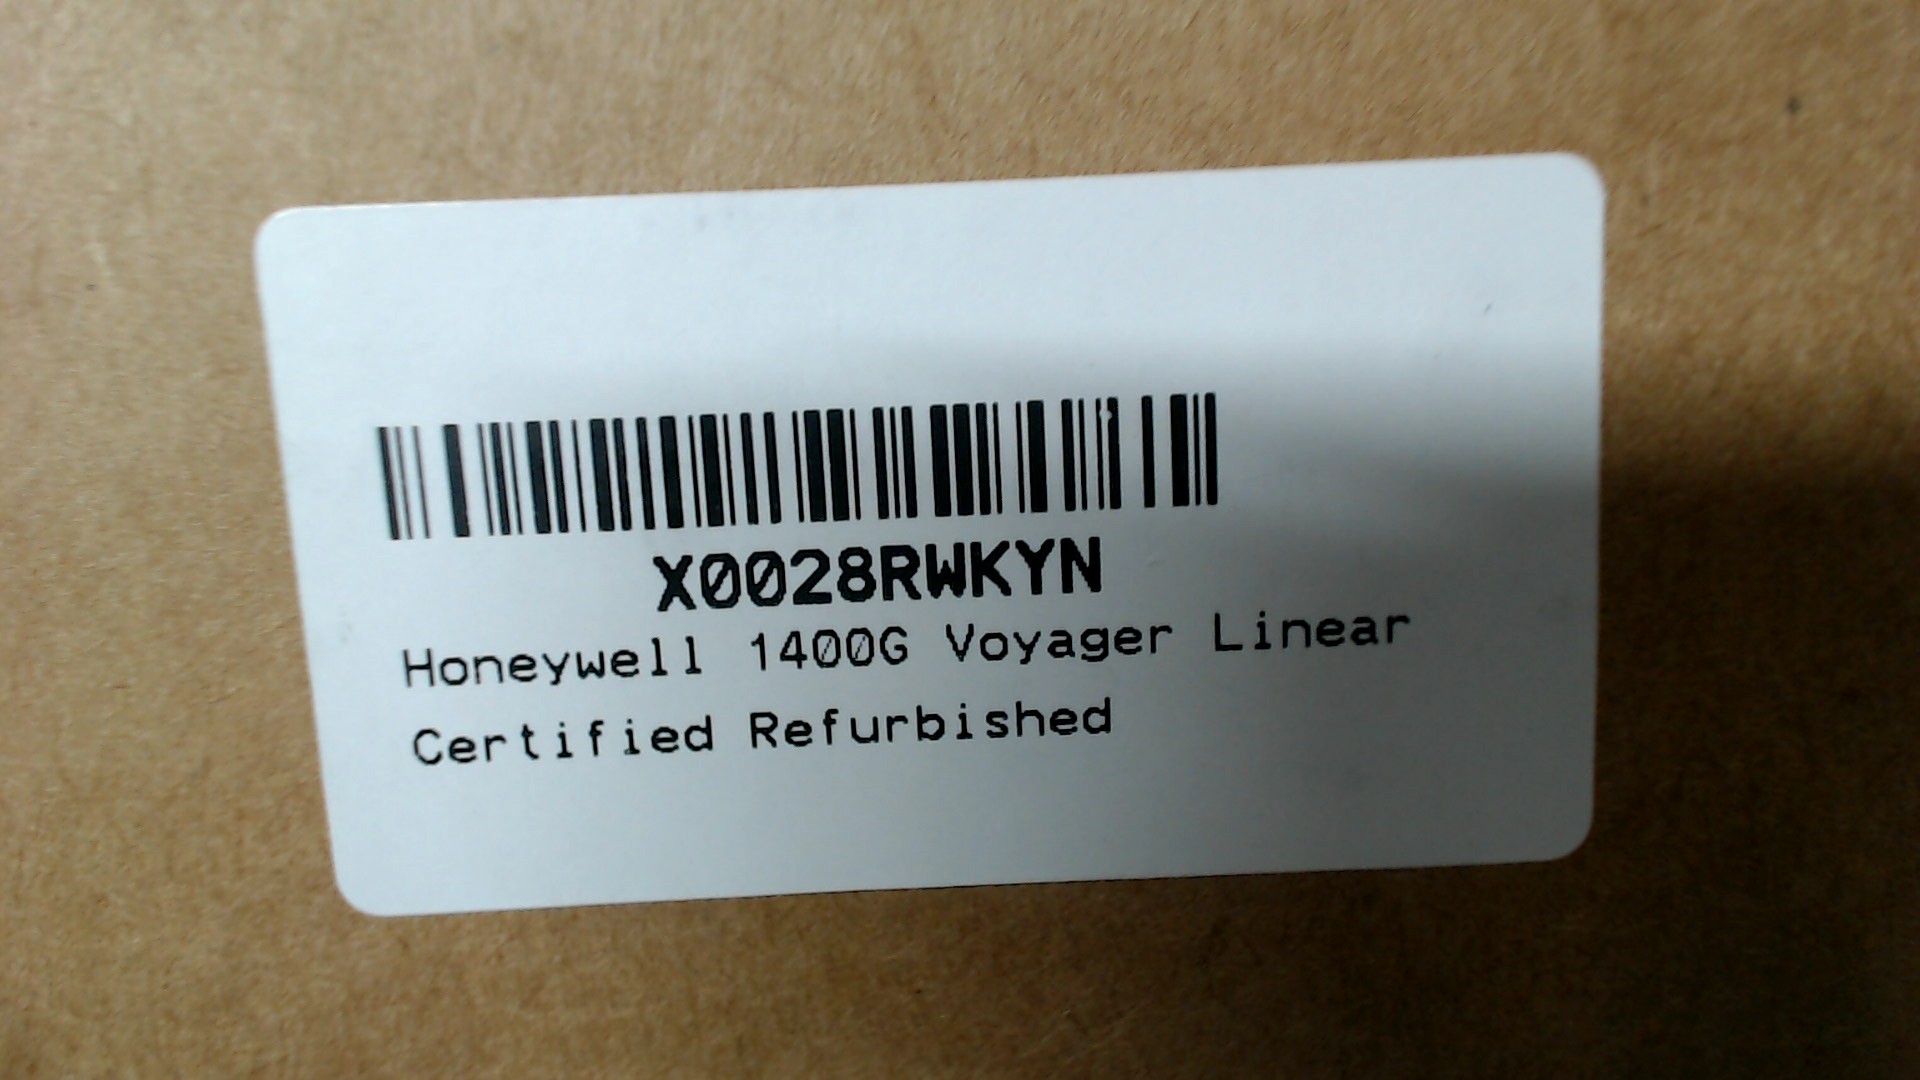 X0028RWKYN
Honeywell 1400G Voyager Linear
Certified Refurbished